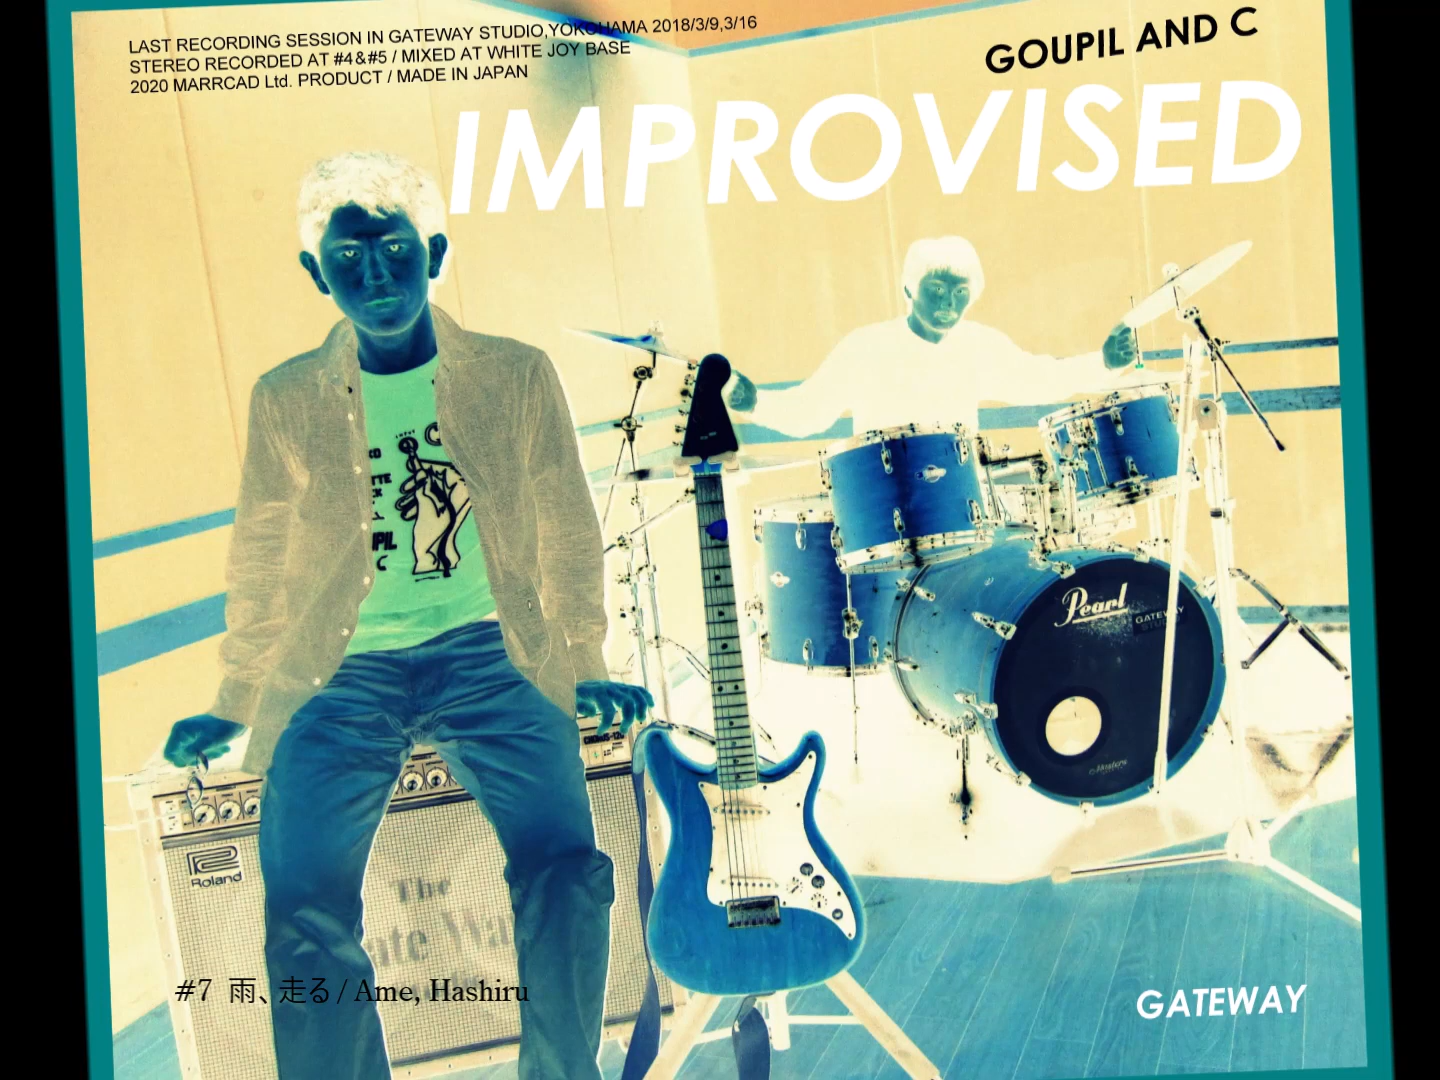 LAST RECORDING SESSION IN GATEWAY STUDIO,YOKOHAMA 2018/3/9,3/16
STEREO RECORDED AT #4&#5 / MIXED AT WHITE JOY BASE
2020 MARRCAD Ltd. PRODUCT / MADE IN JAPAN
GOUPIL AND C
IMPROVISED
Pearl
GATEWAY
Roland
The
#7 雨、走る / Ame, Hashiru
GATEWAY